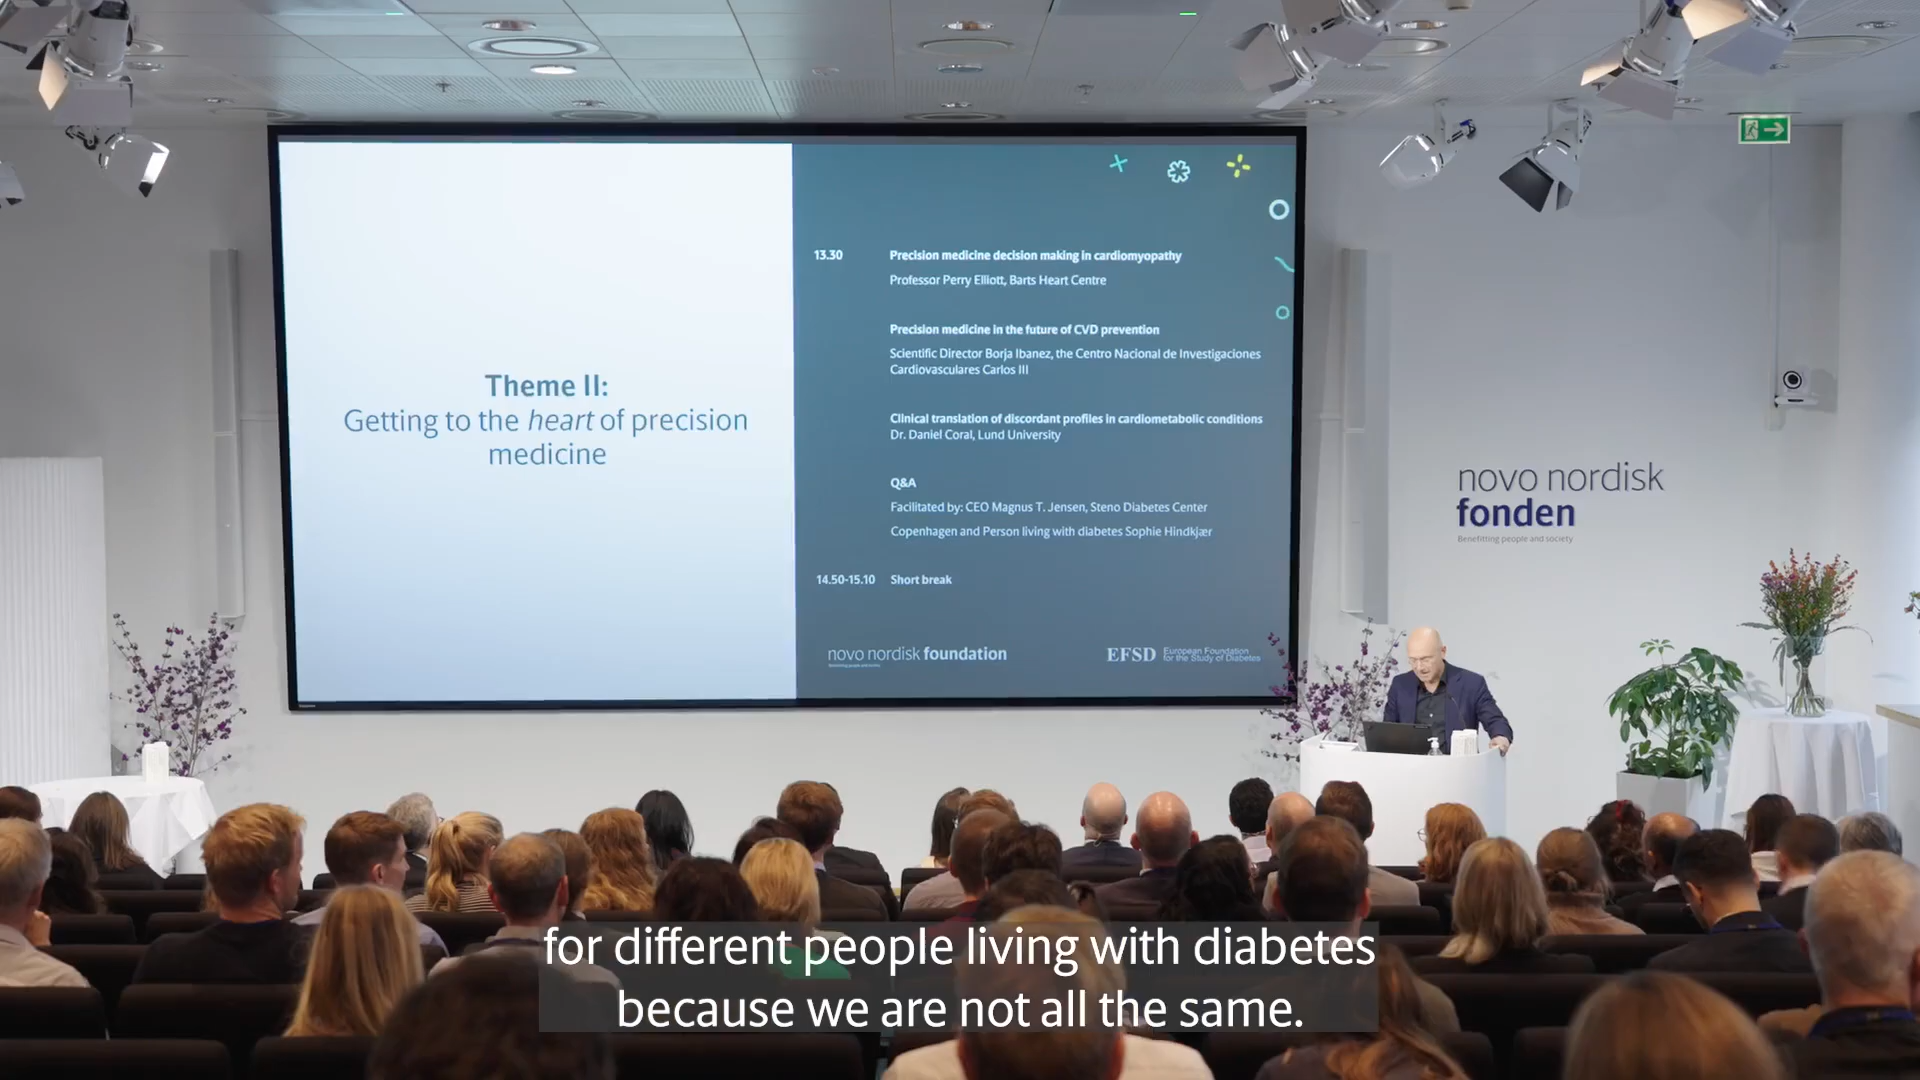 Theme II:
Getting to the heart of precision
medicine
13.30 Precision medicine decision making in cardiomyopathy
Professor Perry Elliott, Barts Heart Centre
Precision medicine in the future of CVD prevention
Scientific Director Borja Ibanez, the Centro Nacional de Investigaciones
Cardiovasculares Carlos III
Clinical translation of discordant profiles in cardiometabolic conditions
Dr. Daniel Coral, Lund University
Q&A
Facilitated by: CEO Magnus T. Jensen, Steno Diabetes Center
Copenhagen and Person living with diabetes Sophie Hindkjær
14.50-15.10 Short break
novo nordisk foundation
EFSD European Foundation
for the Study of Diabetes
novo nordisk
fonden
Benefitting people and society
for different people living with diabetes
because we are not all the same.